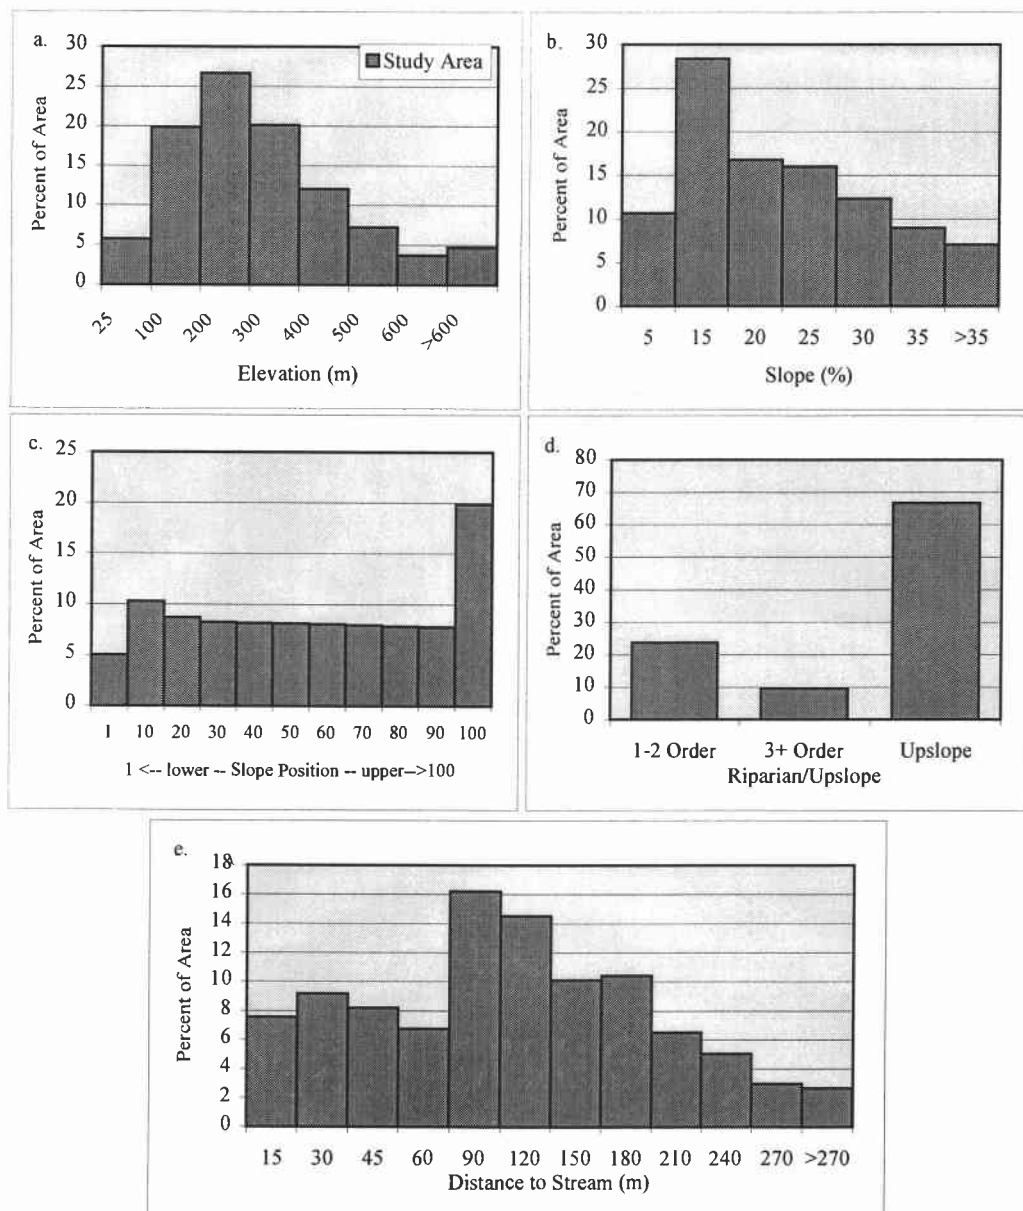 a.
30
25
20
15
10
5
0
Percent of Area
Study Area
25 100 200 300 400 500 600 >600
Elevation (m)
b.
30
25
20
15
10
5
0
Percent of Area
5 15 20 25 30 35 >35
Slope (%)
c.
25
20
15
10
5
0
Percent of Area
1 10 20 30 40 50 60 70 80 90 100
1 <-- lower -- Slope Position -- upper-->100
d.
80
70
60
50
40
30
20
10
0
Percent of Area
1-2 Order 3+ Order Upslope
Riparian/Upslope
e.
18
16
14
12
10
8
6
4
2
0
Percent of Area
15 30 45 60 90 120 150 180 210 240 270 >270
Distance to Stream (m)